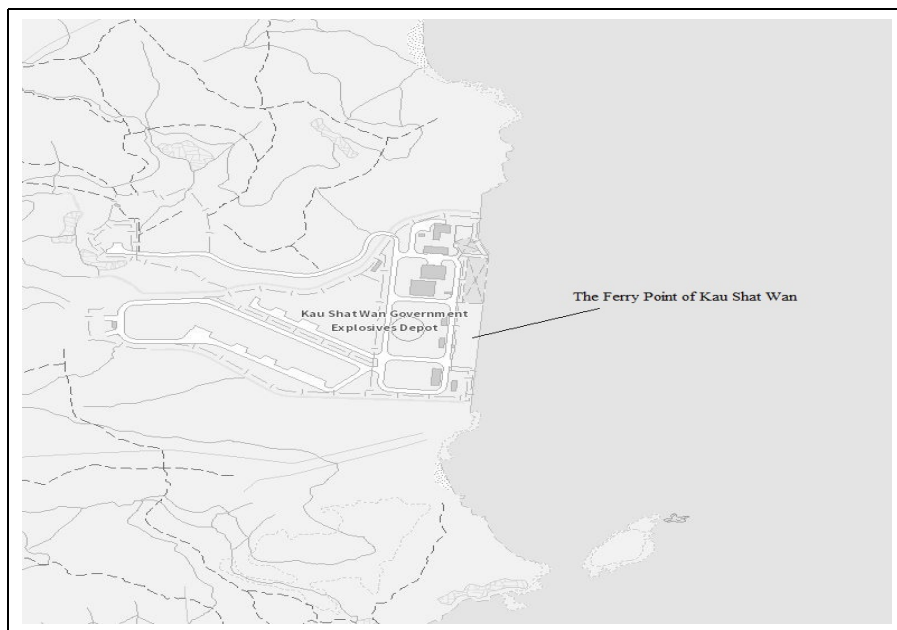 The Ferry Point of Kau Shat Wan
Kau Shat Wan Government
Explosives Depot